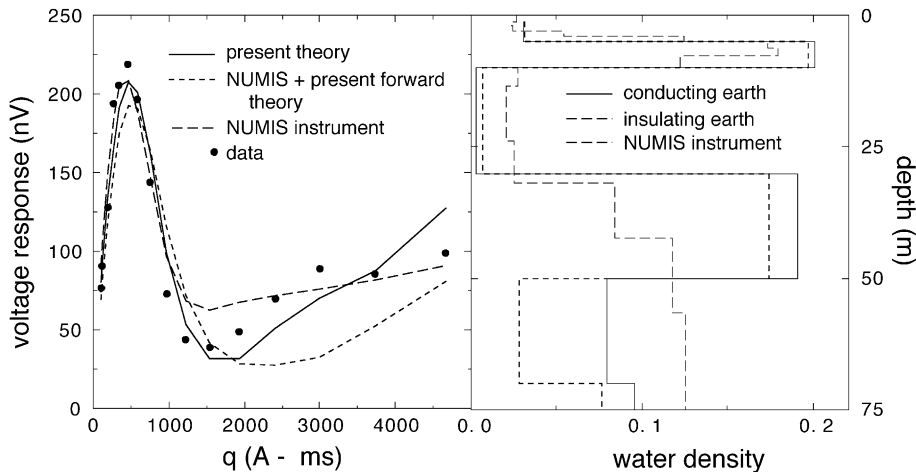 250
200
150
100
50
0
voltage response (nV)
present theory
NUMIS + present forward
theory
NUMIS instrument
data
0
1000
2000
3000
4000
q (A - ms)
conducting earth
insulating earth
NUMIS instrument
0. 0
0. 1
0. 2
water density
0
25
50
75
depth (m)